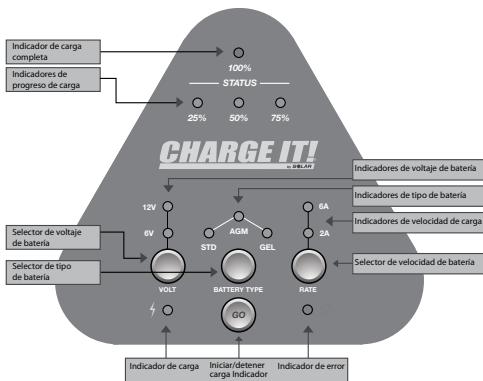 Indicador de carga
completa
100%
STATUS
Indicadores de
progreso de carga
25% 50% 75%
CHARGE IT!
by SOLAR
Indicadores de voltaje de batería
12V
6A
Indicadores de tipo de batería
AGM
Indicadores de velocidad de carga
6V
2A
STD
GEL
Selector de voltaje
de batería
Selector de tipo
de batería
Selector de velocidad de batería
VOLT
BATTERY TYPE
RATE
GO
Indicador de carga
Iniciar/detener
carga Indicador
Indicador de error